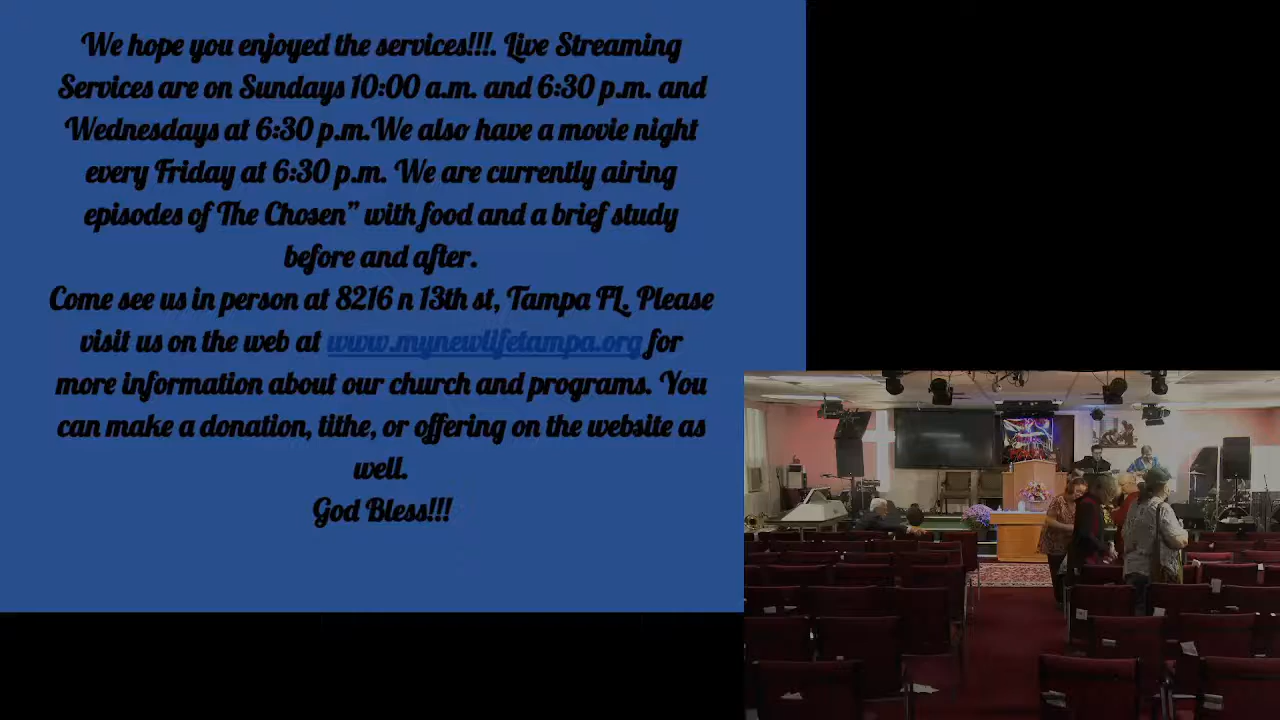 We hope you enjoyed the services!!!. Live Streaming
Services are on Sundays 10:00 a.m. and 6:30 p.m. and
Wednesdays at 6:30 p.m.We also have a movie night
every Friday at 6:30 p.m. We are currently airing
episodes of The Chosen” with food and a brief study
before and after.
Come see us in person at 8216 n 13th st, Tampa FL. Please
visit us on the web at www.mynewlifetampa.org for
more information about our church and programs. You
can make a donation, tithe, or offering on the website as
well.
God Bless!!!